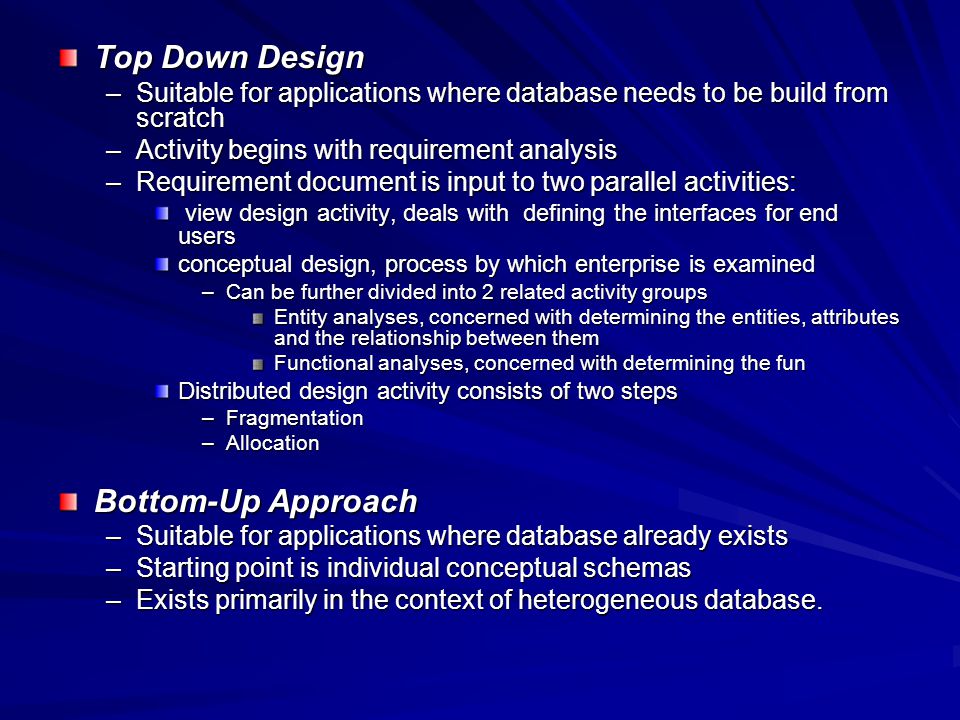 Top Down Design
– Suitable for applications where database needs to be build from
scratch
– Activity begins with requirement analysis
– Requirement document is input to two parallel activities:
view design activity, deals with defining the interfaces for end
users
conceptual design, process by which enterprise is examined
– Can be further divided into 2 related activity groups
Entity analyses, concerned with determining the entities, attributes
and the relationship between them
Functional analyses, concerned with determining the fun
Distributed design activity consists of two steps
– Fragmentation
– Allocation
Bottom-Up Approach
– Suitable for applications where database already exists
– Starting point is individual conceptual schemas
– Exists primarily in the context of heterogeneous database.